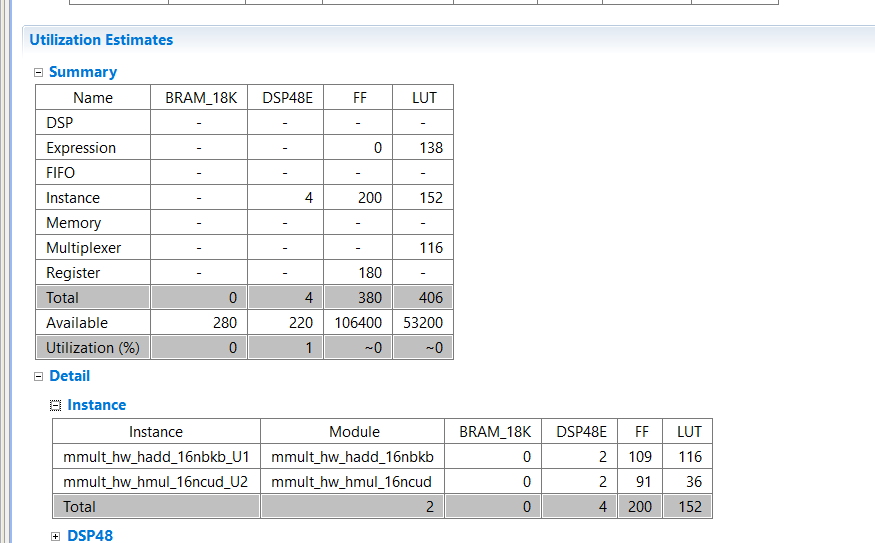 Utilization Estimates
Summary
Name BRAM_18K DSP48E FF LUT
DSP - - - -
Expression - - 0 138
FIFO - - - -
Instance - 4 200 152
Memory - - - -
Multiplexer - - - 116
Register - - 180 -
Total 0 4 380 406
Available 280 220 106400 53200
Utilization (%) 0 1 ~0 ~0
Detail
Instance
Instance Module BRAM_18K DSP48E FF LUT
mmult_hw_hadd_16nbkb_U1 mmult_hw_hadd_16nbkb 0 2 109 116
mmult_hw_hmul_16ncud_U2 mmult_hw_hmul_16ncud 0 2 91 36
Total 2 0 4 200 152
DSP48